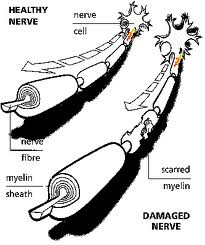 HEALTHY
NERVE
nerve
cell
nerve
fibre
myelin
sheath
scarred
myelin
DAMAGED
NERVE